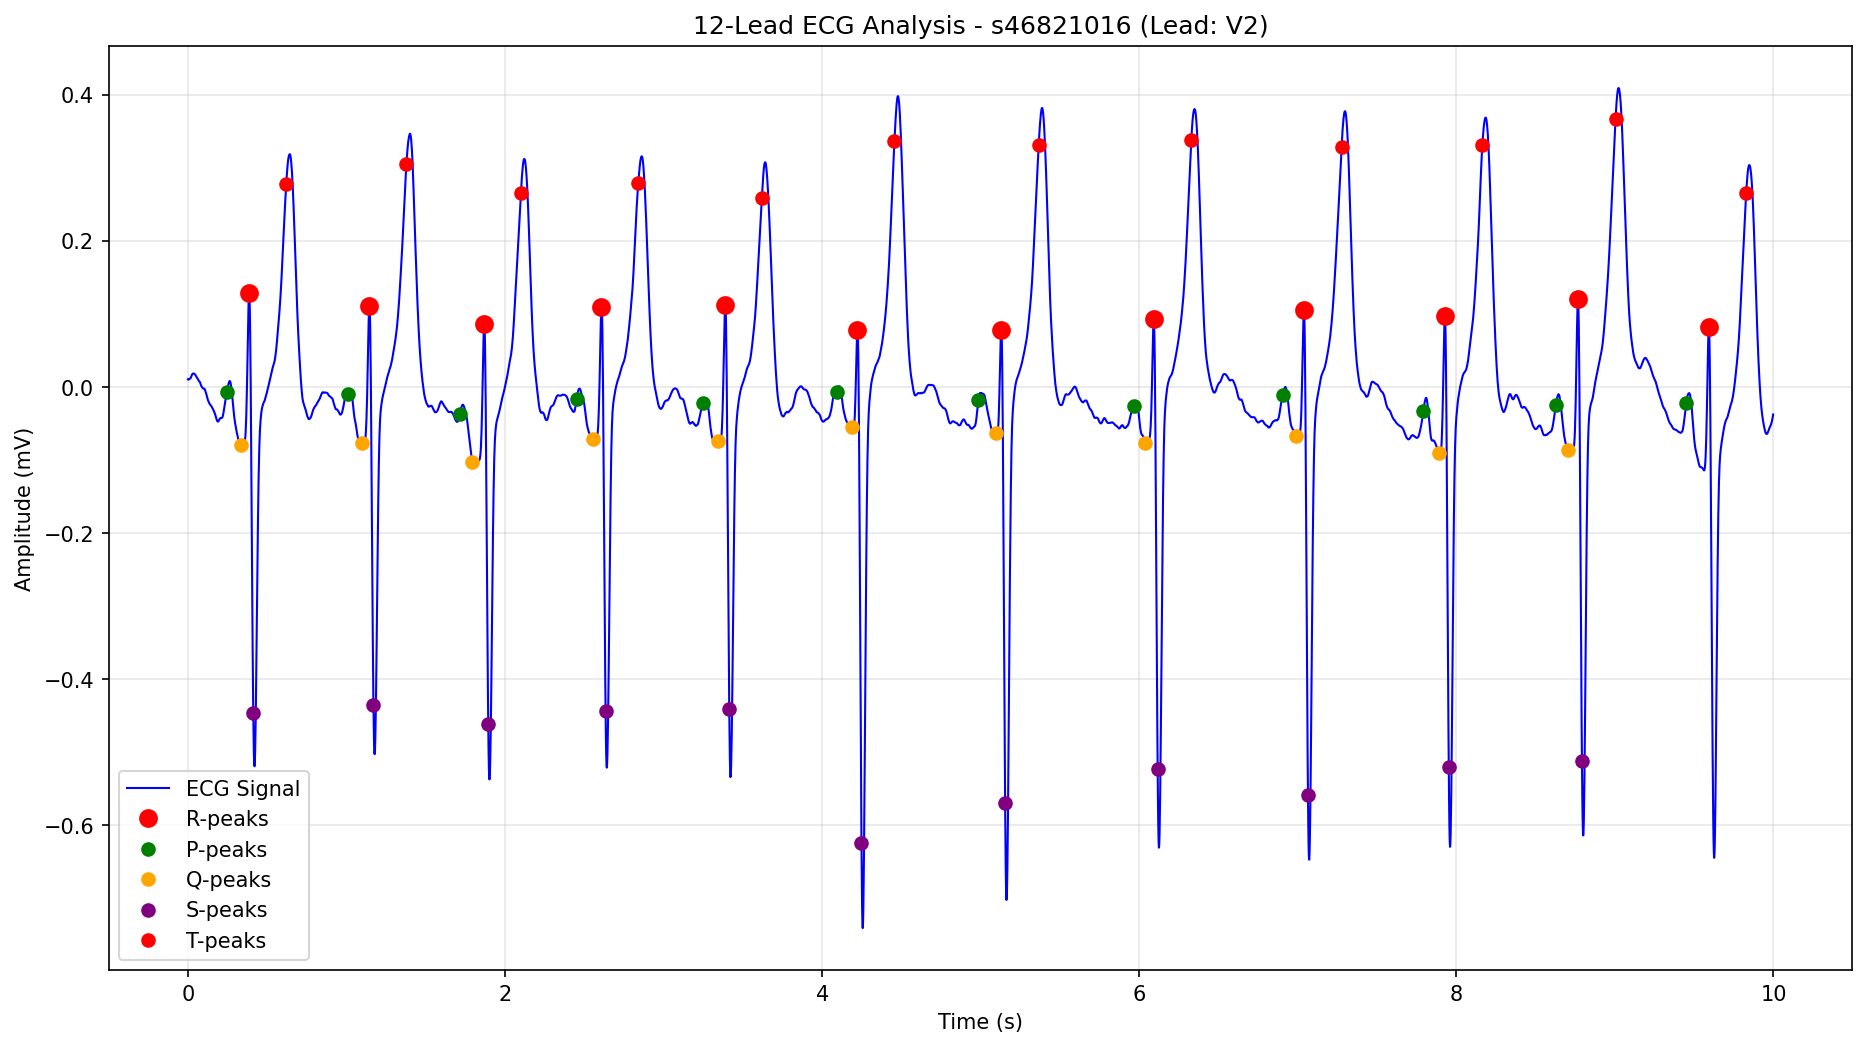 12-Lead ECG Analysis - s46821016 (Lead: V2)
Amplitude (mV)
0.4
0.2
0.0
−0.2
−0.4
−0.6
ECG Signal
R-peaks
P-peaks
Q-peaks
S-peaks
T-peaks
0 2 4 6 8 10
Time (s)